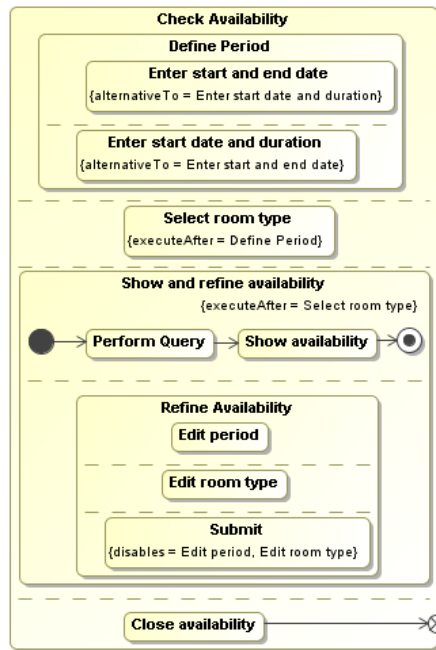 Check Availability
Define Period
Enter start and end date
{alternativeTo = Enter start date and duration}
Enter start date and duration
{alternativeTo = Enter start and end date}
Select room type
{executeAfter = Define Period}
Show and refine availability
{executeAfter = Select room type}
Perform Query
Show availability
Refine Availability
Edit period
Edit room type
Submit
{disables = Edit period, Edit room type}
Close availability